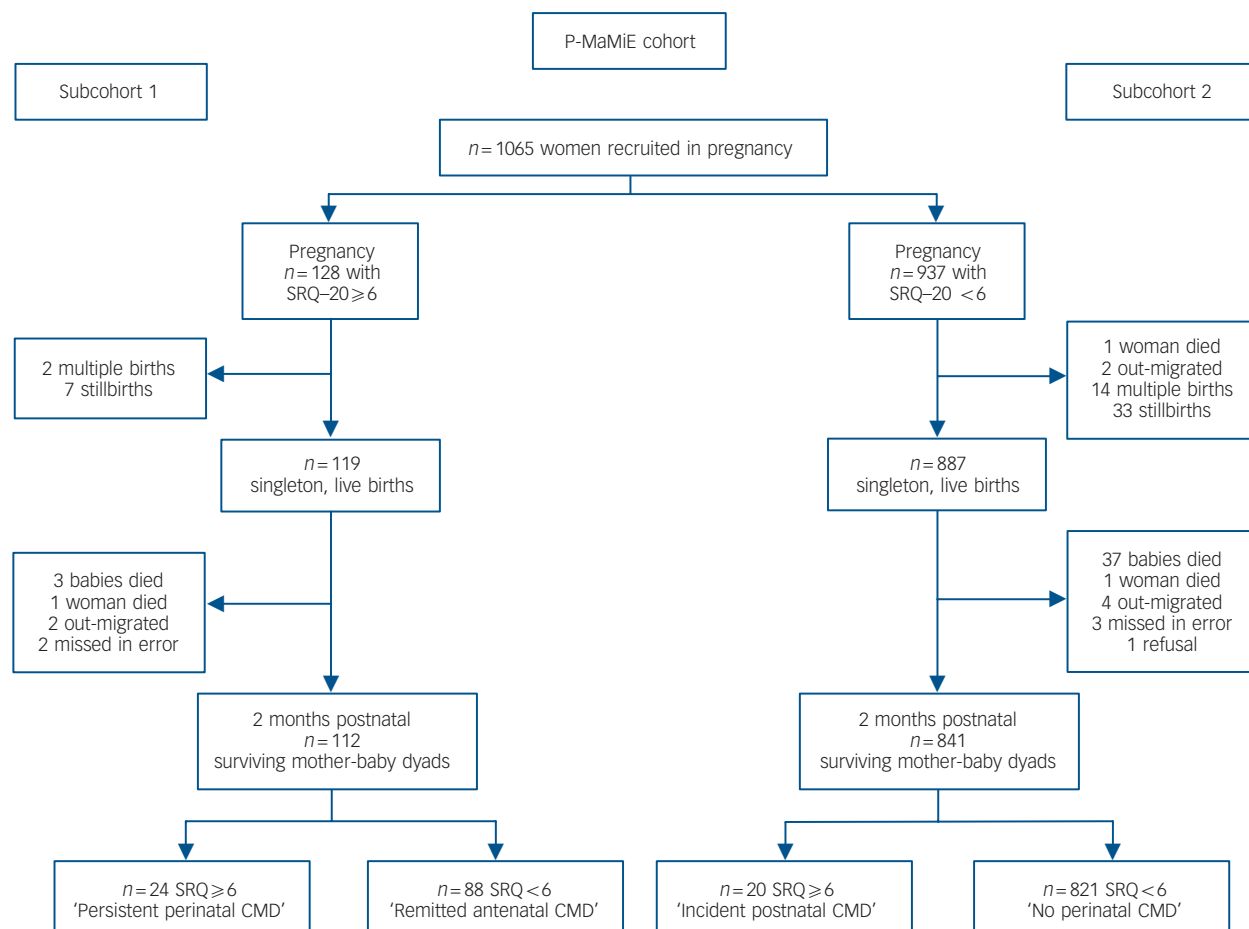 P-MaMiE cohort
Subcohort 1
Subcohort 2
n=1065 women recruited in pregnancy
Pregnancy
n=128 with
SRQ–20⩾6
Pregnancy
n=937 with
SRQ-20 <6
2 multiple births
7 stillbirths
1 woman died
2 out-migrated
14 multiple births
33 stillbirths
n=119
singleton, live births
n=887
singleton, live births
3 babies died
1 woman died
2 out-migrated
2 missed in error
37 babies died
1 woman died
4 out-migrated
3 missed in error
1 refusal
2 months postnatal
n=112
surviving mother-baby dyads
2 months postnatal
n=841
surviving mother-baby dyads
n=24 SRQ⩾6
'Persistent perinatal CMD'
n=88 SRQ<6
'Remitted antenatal CMD'
n=20 SRQ⩾6
'Incident postnatal CMD'
n=821 SRQ<6
'No perinatal CMD'